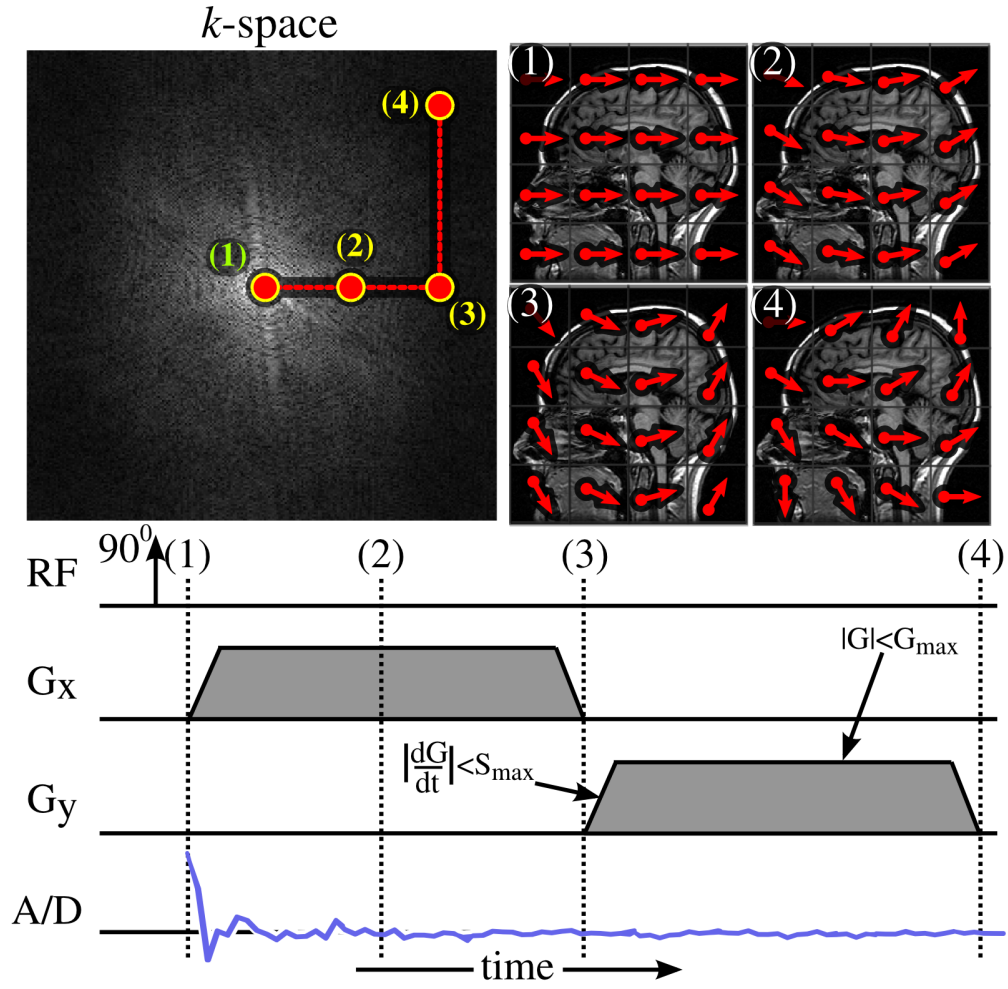 k-space
(4)
(1)
(2)
(3)
(1)
(2)
(3)
(4)
RF
90⁰
(1)
(2)
(3)
(4)
Gx
|G|<Gmax
|dG/dt|<Smax
Gy
A/D
time